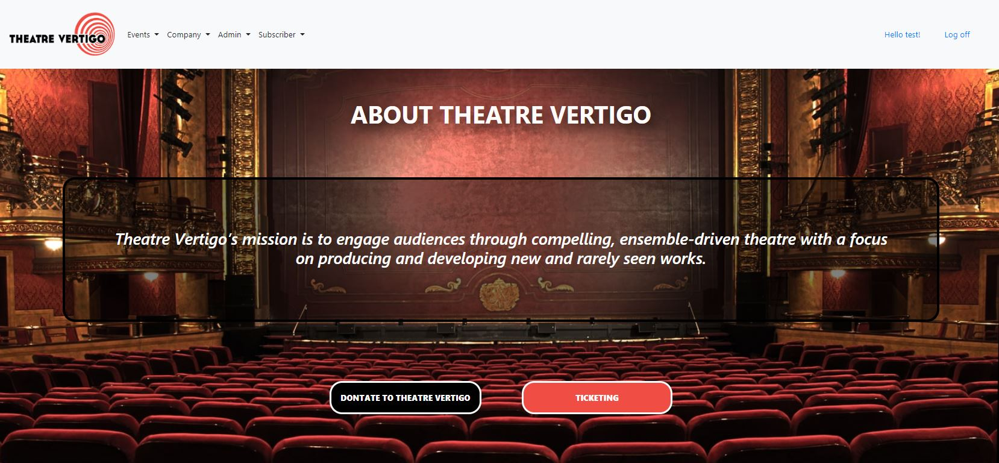 THEATRE VERTIGO
Events Company Admin Subscriber Hello test! Log off
ABOUT THEATRE VERTIGO
Theatre Vertigo's mission is to engage audiences through compelling, ensemble-driven theatre with a focus
on producing and developing new and rarely seen works.
DONTATE TO THEATRE VERTIGO TICKETING